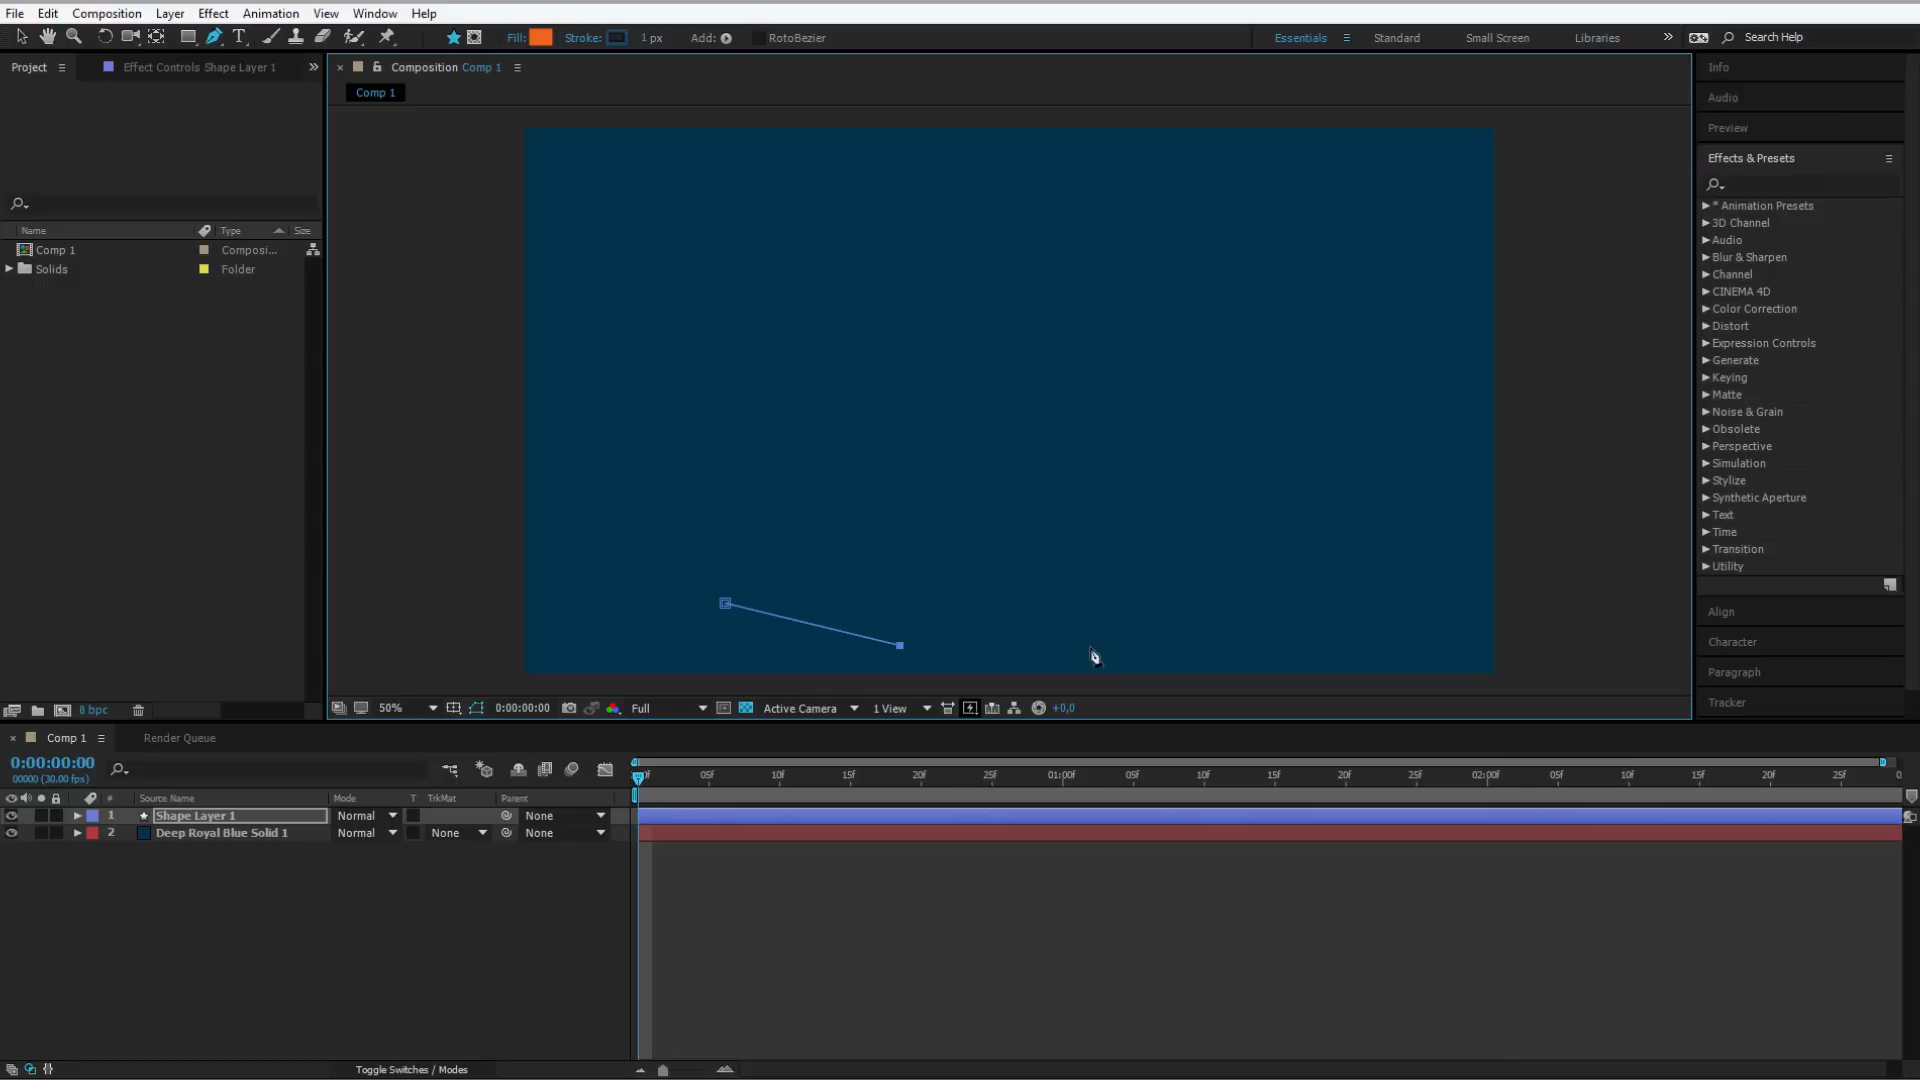 File Edit Composition Layer Effect Animation View Window Help
Fill: Stroke: 1 px Add: RotoBezier Essentials Standard Small Screen Libraries Search Help
Project Effect Controls Shape Layer 1
Composition Comp 1
Comp 1
Name Type Size
Comp 1 Composi...
Solids Folder
8 bpc
50% 0:00:00:00 Full Active Camera 1 View +0,0
Info
Audio
Preview
Effects & Presets
* Animation Presets
3D Channel
Audio
Blur & Sharpen
Channel
CINEMA 4D
Color Correction
Distort
Expression Controls
Generate
Keying
Matte
Noise & Grain
Obsolete
Perspective
Simulation
Stylize
Synthetic Aperture
Text
Time
Transition
Utility
Align
Character
Paragraph
Tracker
Comp 1 Render Queue
0:00:00:00
00000 (30.00 fps)
05f 10f 15f 20f 25f 01:00f 05f 10f 15f 20f 25f 02:00f 05f 10f 15f 20f 25f
# Source Name Mode T TrkMat Parent
1 Shape Layer 1 Normal None
2 Deep Royal Blue Solid 1 Normal None None
Toggle Switches / Modes